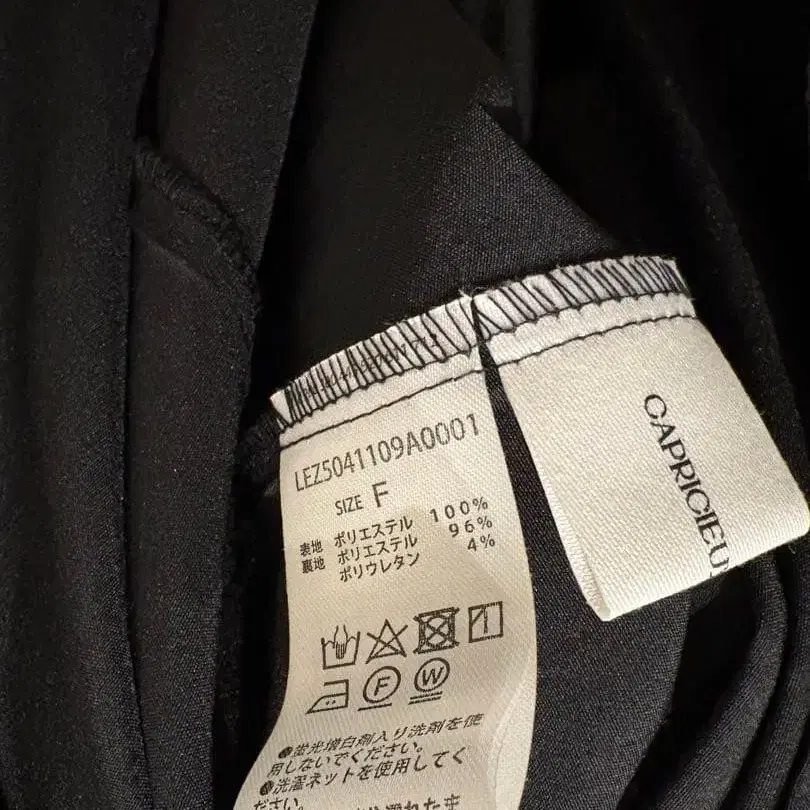 LEZ5041109A0001
SIZE F
表地 ポリエステル 100%
裏地 ポリエステル 96%
ポリウレタン 4%
F
W
●蛍光増白剤入り洗剤を使
用しないでください。
●洗濯ネットを使用してく
ださい。
CAPRICIEU